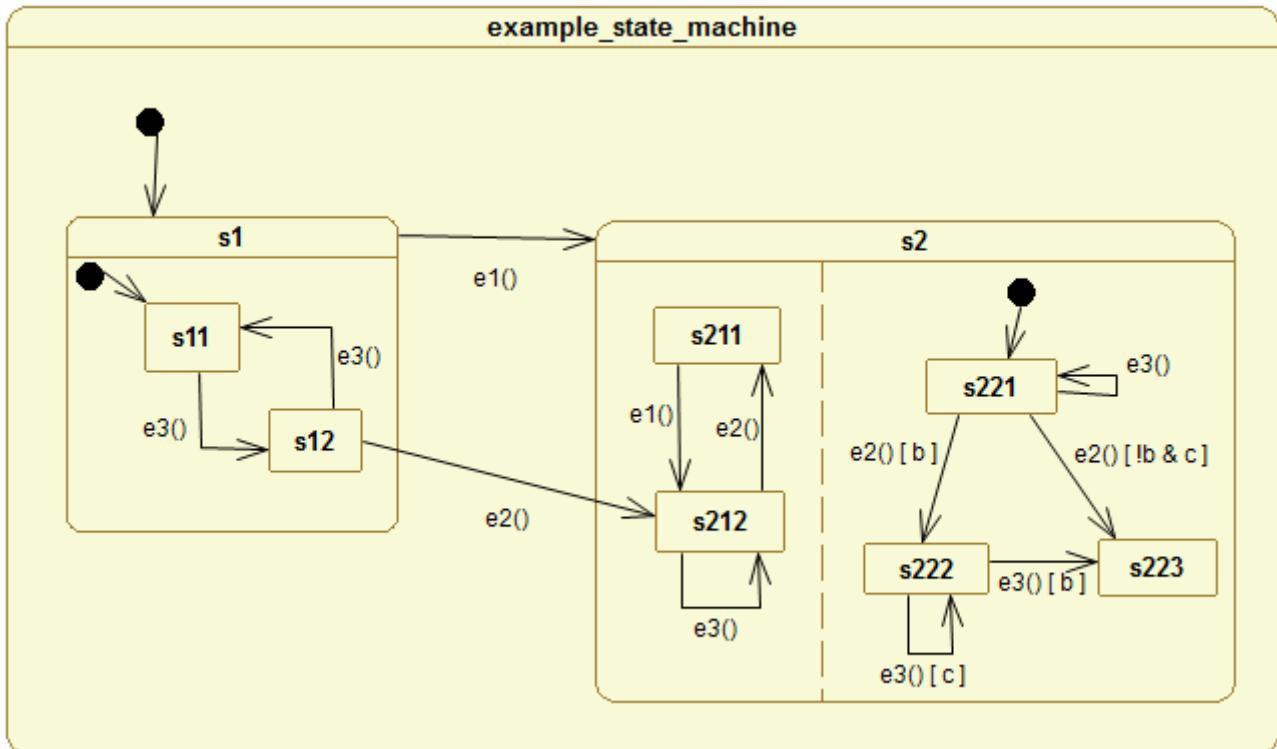 example_state_machine
s1
s2
e1()
s11
e3()
e3()
s12
e2()
s211
e1()
e2()
s212
e3()
s221
e3()
e2() [ b ]
e2() [ !b & c ]
s222
e3() [ b ]
s223
e3() [ c ]